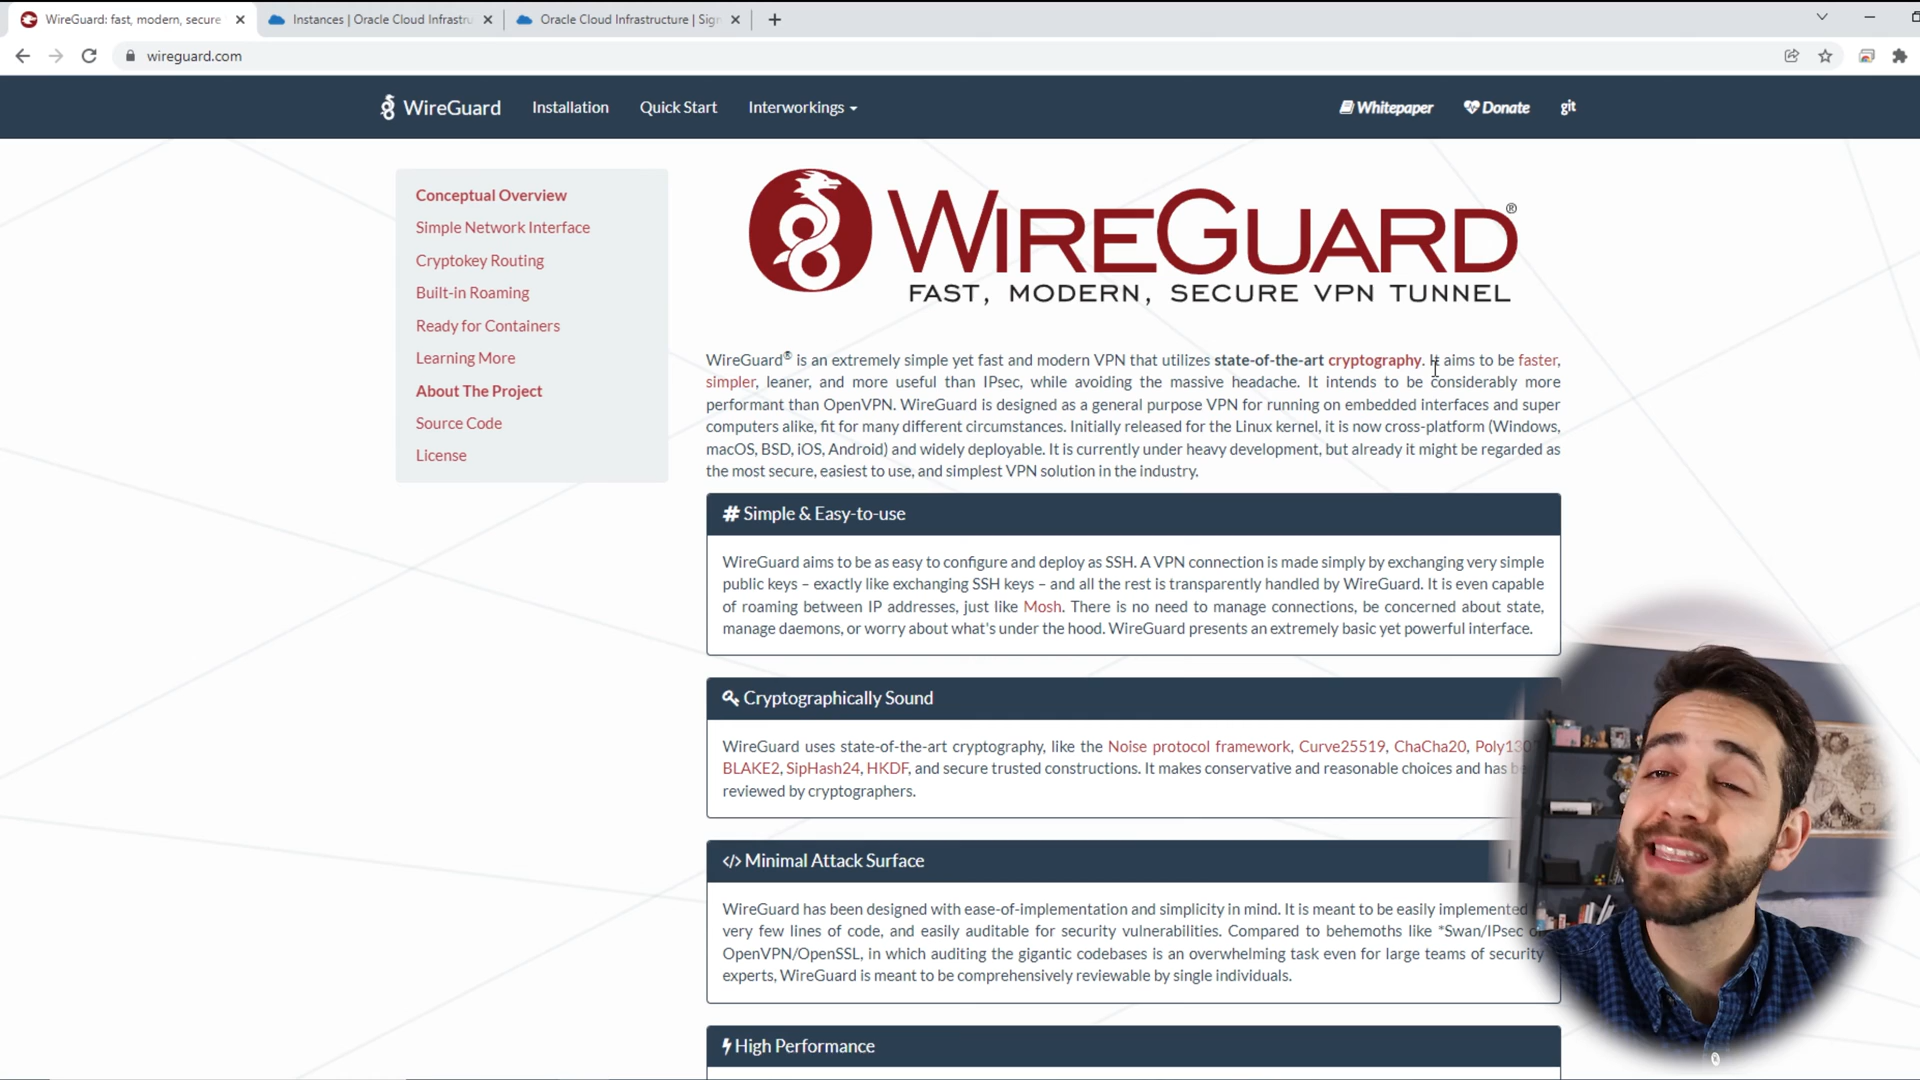 WireGuard: fast, modern, secure
Instances | Oracle Cloud Infrastru
Oracle Cloud Infrastructure | Sign
wireguard.com
WireGuard
Installation
Quick Start
Interworkings
Whitepaper
Donate
git
Conceptual Overview
Simple Network Interface
Cryptokey Routing
Built-in Roaming
Ready for Containers
Learning More
About The Project
Source Code
License
WIREGUARD®
FAST, MODERN, SECURE VPN TUNNEL
WireGuard® is an extremely simple yet fast and modern VPN that utilizes state-of-the-art cryptography. It aims to be faster,
simpler, leaner, and more useful than IPsec, while avoiding the massive headache. It intends to be considerably more
performant than OpenVPN. WireGuard is designed as a general purpose VPN for running on embedded interfaces and super
computers alike, fit for many different circumstances. Initially released for the Linux kernel, it is now cross-platform (Windows,
macOS, BSD, iOS, Android) and widely deployable. It is currently under heavy development, but already it might be regarded as
the most secure, easiest to use, and simplest VPN solution in the industry.
# Simple & Easy-to-use
WireGuard aims to be as easy to configure and deploy as SSH. A VPN connection is made simply by exchanging very simple
public keys – exactly like exchanging SSH keys – and all the rest is transparently handled by WireGuard. It is even capable
of roaming between IP addresses, just like Mosh. There is no need to manage connections, be concerned about state,
manage daemons, or worry about what's under the hood. WireGuard presents an extremely basic yet powerful interface.
Cryptographically Sound
WireGuard uses state-of-the-art cryptography, like the Noise protocol framework, Curve25519, ChaCha20, Poly130
BLAKE2, SipHash24, HKDF, and secure trusted constructions. It makes conservative and reasonable choices and has
reviewed by cryptographers.
</> Minimal Attack Surface
WireGuard has been designed with ease-of-implementation and simplicity in mind. It is meant to be easily implemented
very few lines of code, and easily auditable for security vulnerabilities. Compared to behemoths like *Swan/IPsec
OpenVPN/OpenSSL, in which auditing the gigantic codebases is an overwhelming task even for large teams of security
experts, WireGuard is meant to be comprehensively reviewable by single individuals.
High Performance